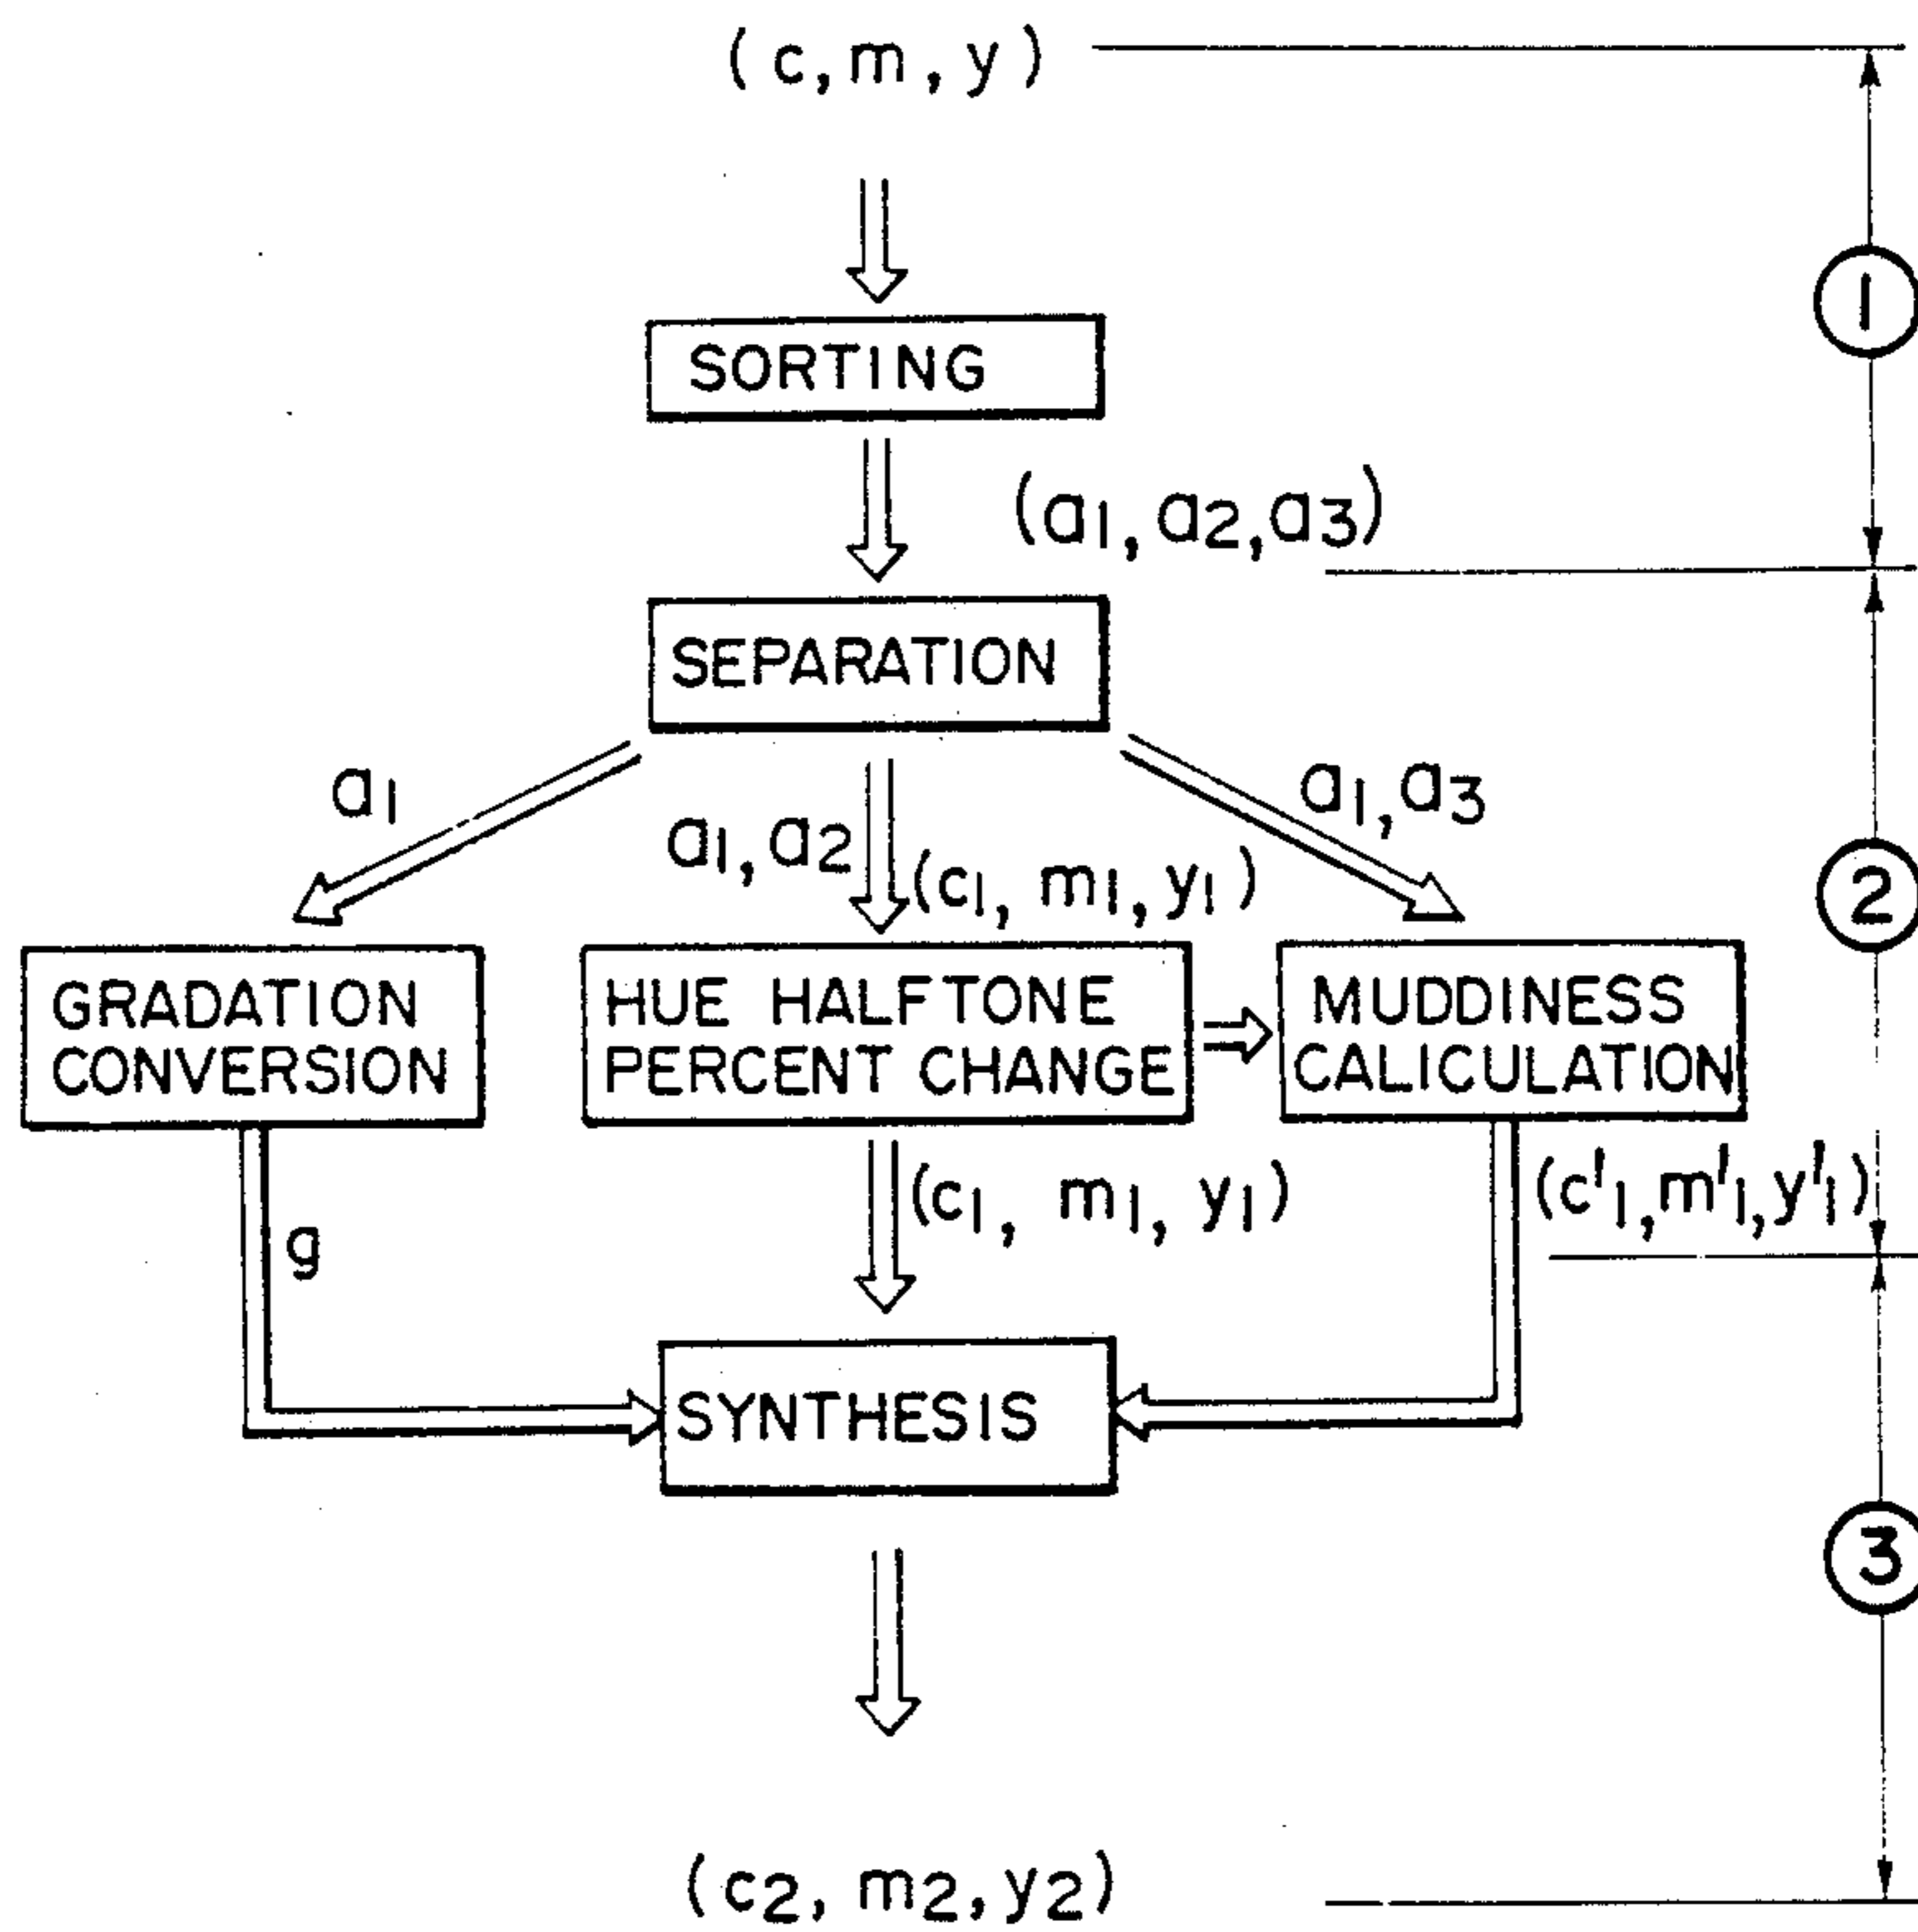 (c, m, y)
1
SORTING
(a1, a2, a3)
SEPARATION
a1
a1, a2
a1, a3
(c1, m1, y1)
2
GRADATION
CONVERSION
HUE HALFTONE
PERCENT CHANGE
MUDDINESS
CALICULATION
g
(c1, m1, y1)
(c'1, m'1, y'1)
SYNTHESIS
3
(c2, m2, y2)